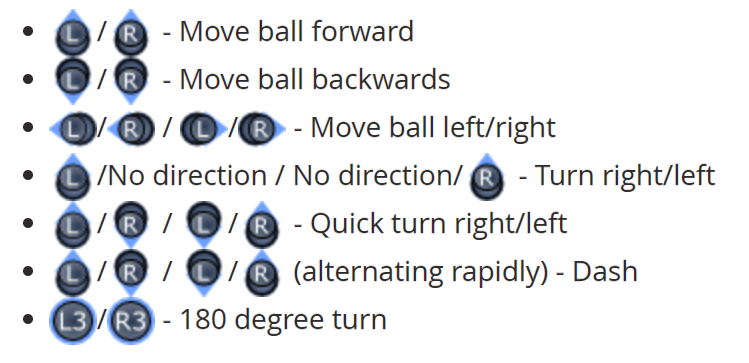 L / R - Move ball forward
L / R - Move ball backwards
L/R / L/R - Move ball left/right
L /No direction / No direction/ R - Turn right/left
L / R / L / R - Quick turn right/left
L / R / L / R (alternating rapidly) - Dash
L3/R3 - 180 degree turn